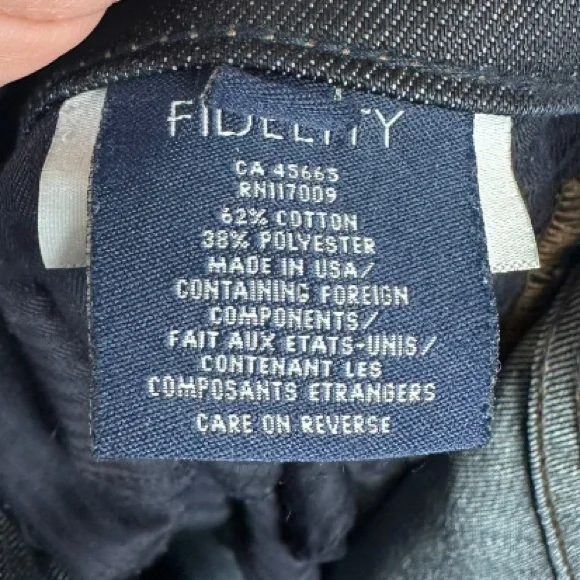 FIDELITY
CA 45665
RN117009
62% COTTON
38% POLYESTER
MADE IN USA/
CONTAINING FOREIGN
COMPONENTS/
FAIT AUX ETATS-UNIS/
CONTENANT LES
COMPOSANTS ETRANGERS
CARE ON REVERSE